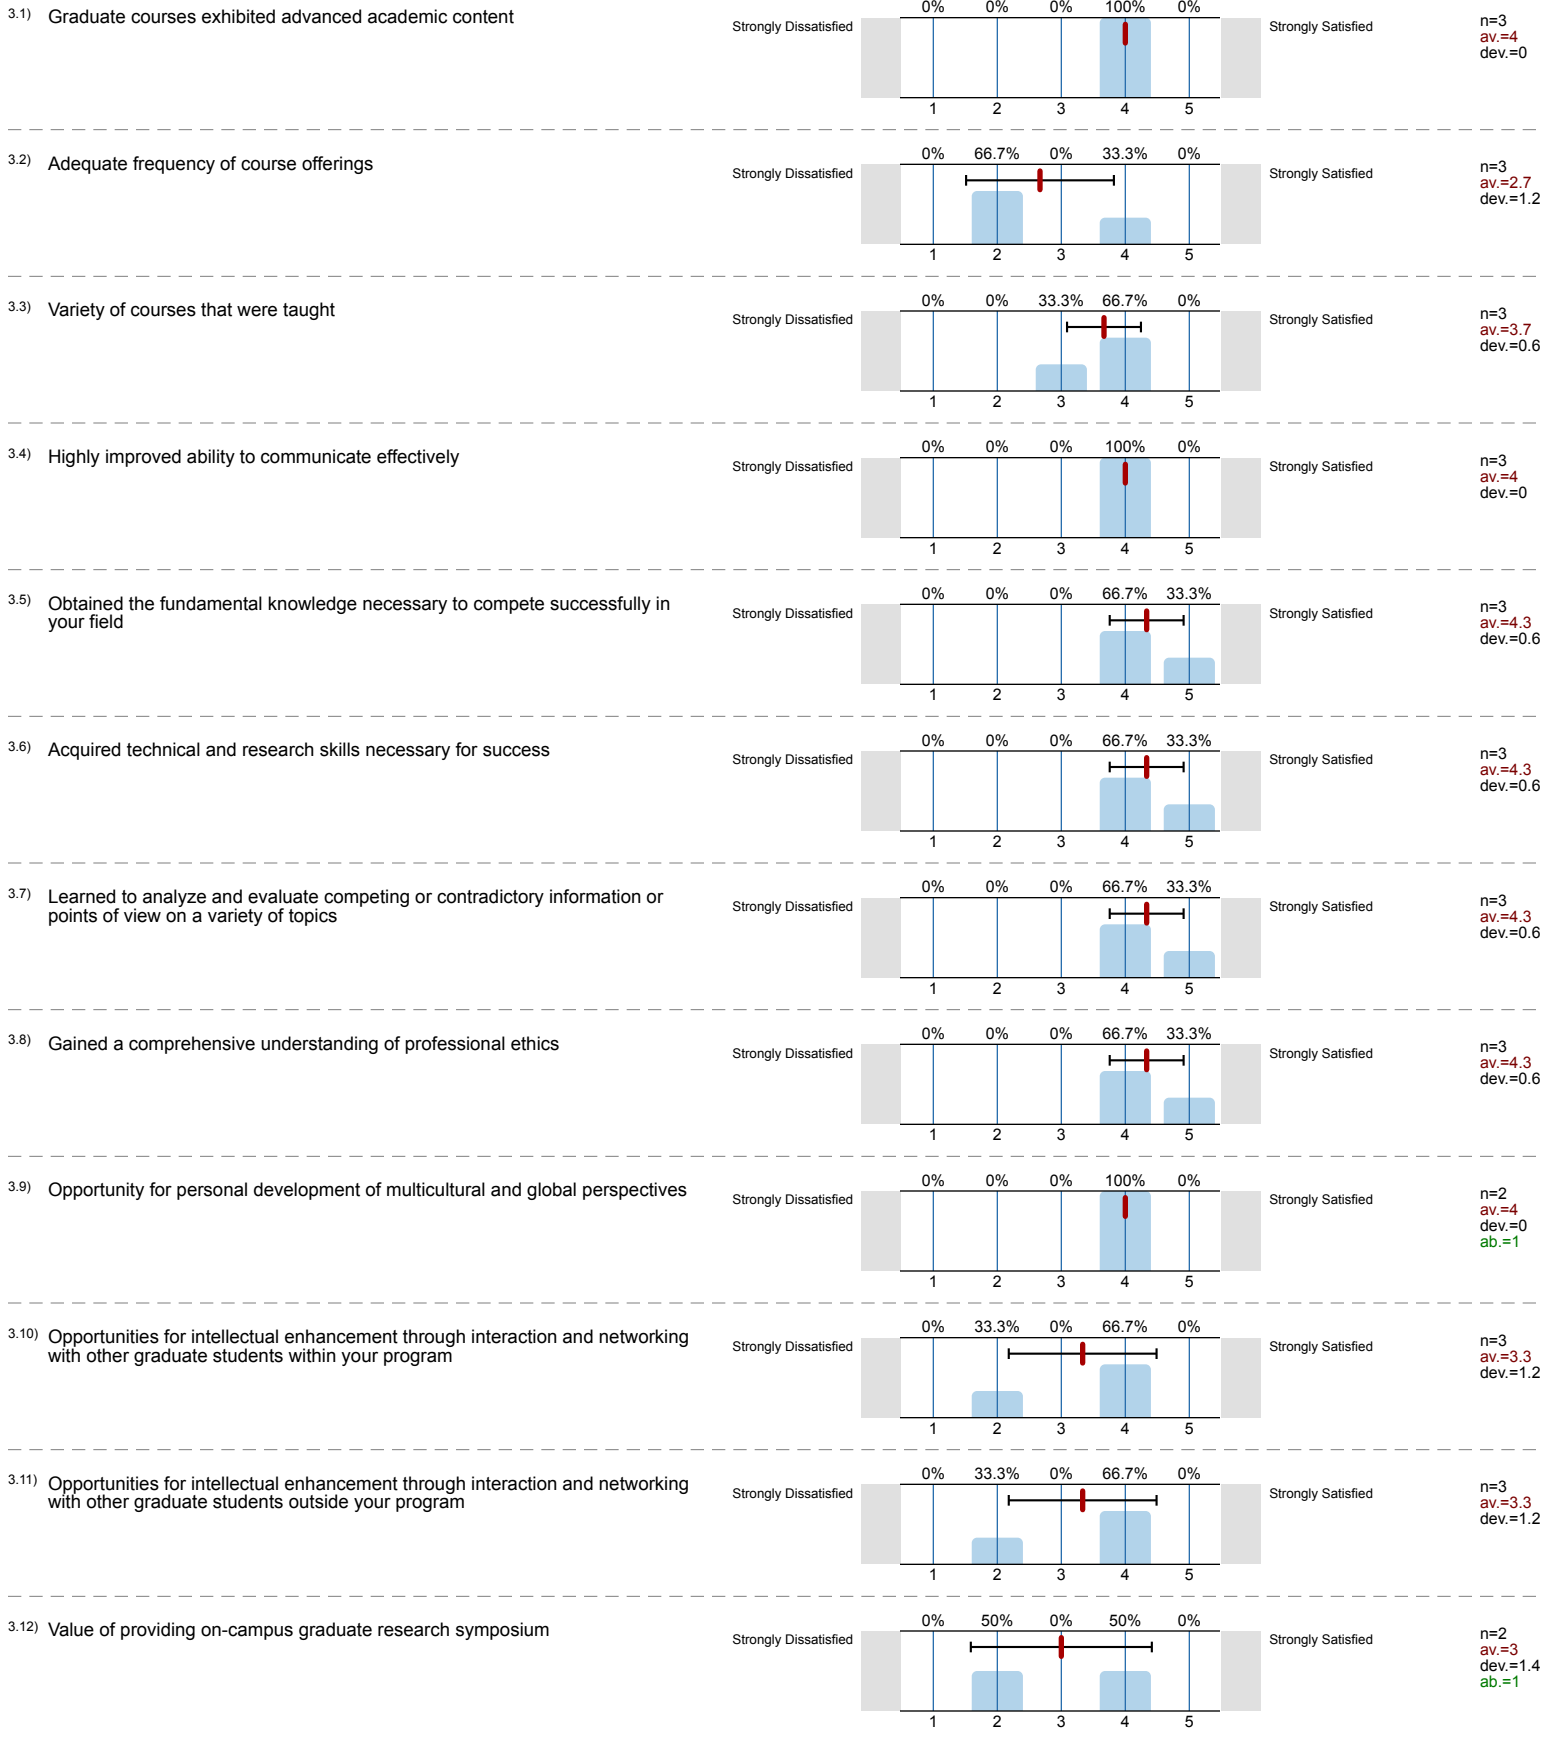 3.1) Graduate courses exhibited advanced academic content
0% 0% 0% 100% 0%
Strongly Dissatisfied Strongly Satisfied
n=3
av.=4
dev.=0
1 2 3 4 5
3.2) Adequate frequency of course offerings
0% 66.7% 0% 33.3% 0%
Strongly Dissatisfied Strongly Satisfied
n=3
av.=2.7
dev.=1.2
1 2 3 4 5
3.3) Variety of courses that were taught
0% 0% 33.3% 66.7% 0%
Strongly Dissatisfied Strongly Satisfied
n=3
av.=3.7
dev.=0.6
1 2 3 4 5
3.4) Highly improved ability to communicate effectively
0% 0% 0% 100% 0%
Strongly Dissatisfied Strongly Satisfied
n=3
av.=4
dev.=0
1 2 3 4 5
3.5) Obtained the fundamental knowledge necessary to compete successfully in
your field
0% 0% 0% 66.7% 33.3%
Strongly Dissatisfied Strongly Satisfied
n=3
av.=4.3
dev.=0.6
1 2 3 4 5
3.6) Acquired technical and research skills necessary for success
0% 0% 0% 66.7% 33.3%
Strongly Dissatisfied Strongly Satisfied
n=3
av.=4.3
dev.=0.6
1 2 3 4 5
3.7) Learned to analyze and evaluate competing or contradictory information or
points of view on a variety of topics
0% 0% 0% 66.7% 33.3%
Strongly Dissatisfied Strongly Satisfied
n=3
av.=4.3
dev.=0.6
1 2 3 4 5
3.8) Gained a comprehensive understanding of professional ethics
0% 0% 0% 66.7% 33.3%
Strongly Dissatisfied Strongly Satisfied
n=3
av.=4.3
dev.=0.6
1 2 3 4 5
3.9) Opportunity for personal development of multicultural and global perspectives
0% 0% 0% 100% 0%
Strongly Dissatisfied Strongly Satisfied
n=2
av.=4
dev.=0
ab.=1
1 2 3 4 5
3.10) Opportunities for intellectual enhancement through interaction and networking
with other graduate students within your program
0% 33.3% 0% 66.7% 0%
Strongly Dissatisfied Strongly Satisfied
n=3
av.=3.3
dev.=1.2
1 2 3 4 5
3.11) Opportunities for intellectual enhancement through interaction and networking
with other graduate students outside your program
0% 33.3% 0% 66.7% 0%
Strongly Dissatisfied Strongly Satisfied
n=3
av.=3.3
dev.=1.2
1 2 3 4 5
3.12) Value of providing on-campus graduate research symposium
0% 50% 0% 50% 0%
Strongly Dissatisfied Strongly Satisfied
n=2
av.=3
dev.=1.4
ab.=1
1 2 3 4 5